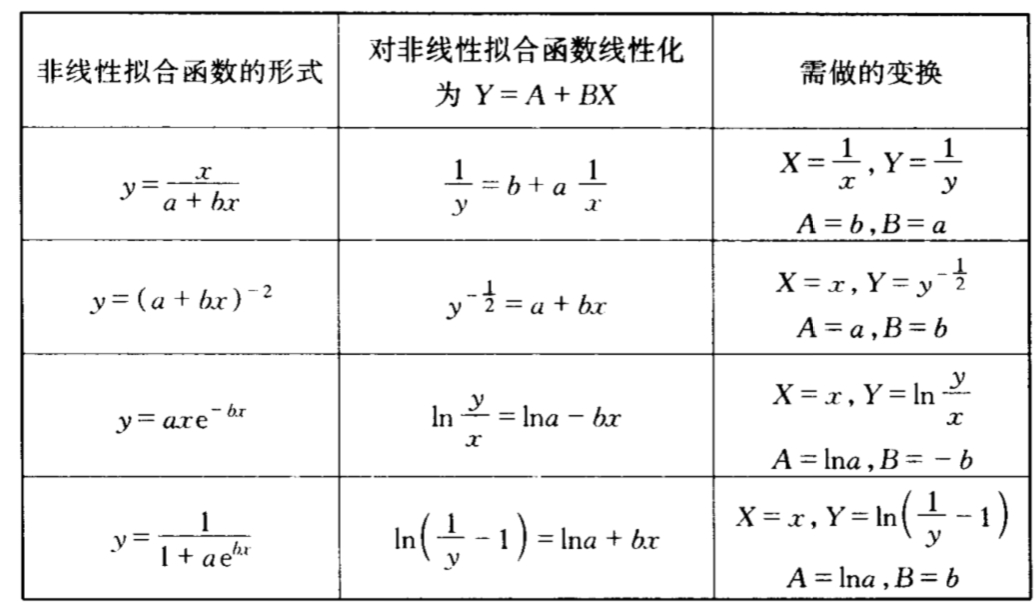 非线性拟合函数的形式
对非线性拟合函数线性化
为 Y = A + BX
需做的变换
y = \frac{x}{a + bx}
\frac{1}{y} = b + a \frac{1}{x}
X = \frac{1}{x}, Y = \frac{1}{y}
A = b, B = a
y = (a + bx)^{-2}
y^{-\frac{1}{2}} = a + bx
X = x, Y = y^{-\frac{1}{2}}
A = a, B = b
y = axe^{-bx}
\ln \frac{y}{x} = \ln a - bx
X = x, Y = \ln \frac{y}{x}
A = \ln a, B = -b
y = \frac{1}{1 + ae^{bx}}
\ln\left(\frac{1}{y} - 1\right) = \ln a + bx
X = x, Y = \ln\left(\frac{1}{y} - 1\right)
A = \ln a, B = b